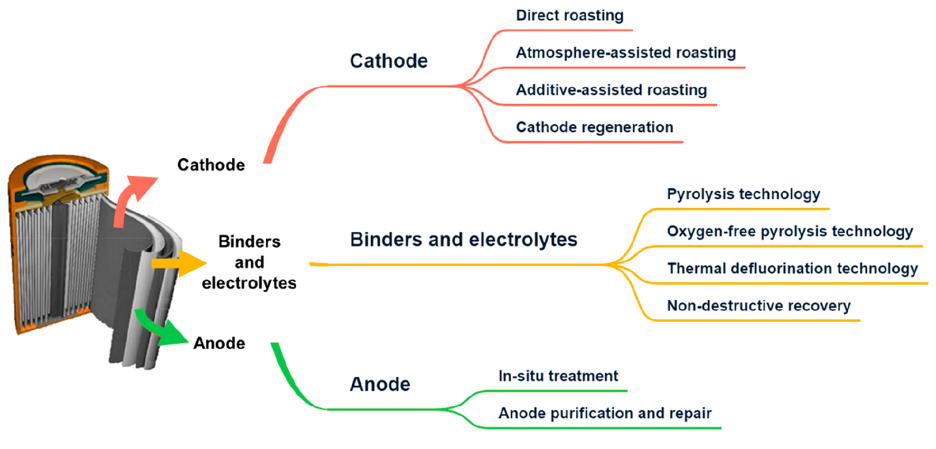 Cathode
Binders
and
electrolytes
Anode
Cathode
Direct roasting
Atmosphere-assisted roasting
Additive-assisted roasting
Cathode regeneration
Binders and electrolytes
Pyrolysis technology
Oxygen-free pyrolysis technology
Thermal defluorination technology
Non-destructive recovery
Anode
In-situ treatment
Anode purification and repair